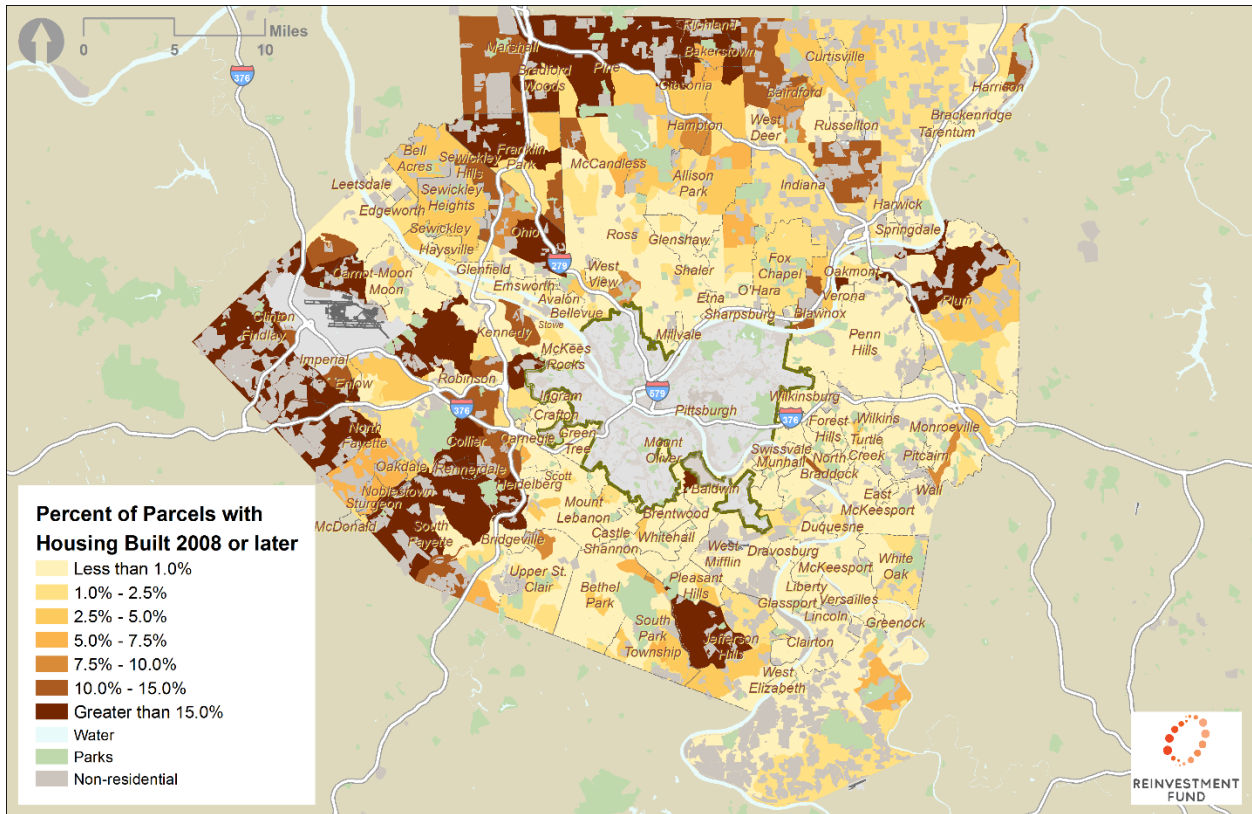 Miles
0 5 10
376
Richland
Marshall
Bakerstown
Bradford
Woods
Pine
Curtisville
Gibsonia
Bairdford
Harrison
Hampton
West
Deer
Russellton
Brackenridge
Tarentum
Bell
Acres
Sewickley
Hills
Franklin
Park
McCandless
Allison
Park
Indiana
Leetsdale
Sewickley
Heights
Edgeworth
Harwick
Sewickley
Ohio
Ross
Glenshaw
Springdale
Haysville
Carnot-Moon
Moon
Glenfield
279
West
View
Shaler
Fox
Chapel
Oakmont
Emsworth
O'Hara
Plum
Avalon
Etna
Verona
Bellevue
Sharpsburg
Blawnox
Clinton
Findlay
Kennedy
Stowe
Millvale
Penn
Hills
McKees
Rocks
Imperial
Enlow
Robinson
579
Ingram
Wilkinsburg
376
Crafton
Pittsburgh
376
Forest
Hills
Wilkins
North
Fayette
Collier
Carnegie
Green
Tree
Mount
Oliver
Turtle
Creek
Monroeville
Swissvale
Munhall
North
Braddock
Pitcairn
Oakdale
Rennerdale
Scott
Heidelberg
Baldwin
East
McKeesport
Wall
Noblestown
Sturgeon
Mount
Lebanon
Brentwood
McDonald
South
Fayette
Bridgeville
Castle
Shannon
Whitehall
Duquesne
West
Mifflin
Dravosburg
White
Oak
Upper St.
Clair
Bethel
Park
Pleasant
Hills
McKeesport
Liberty
Versailles
Glassport
Lincoln
Greenock
South
Park
Township
Jefferson
Hills
Clairton
West
Elizabeth
Percent of Parcels with
Housing Built 2008 or later
Less than 1.0%
1.0% - 2.5%
2.5% - 5.0%
5.0% - 7.5%
7.5% - 10.0%
10.0% - 15.0%
Greater than 15.0%
Water
Parks
Non-residential
REINVESTMENT
FUND